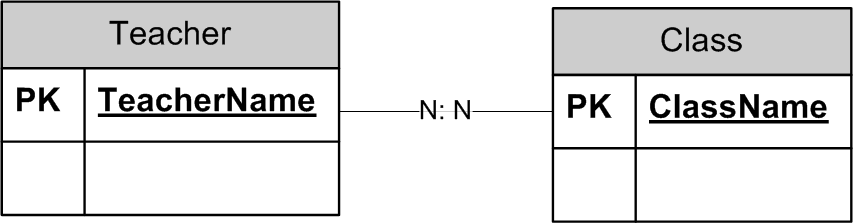 Teacher
PK TeacherName
N: N
Class
PK ClassName